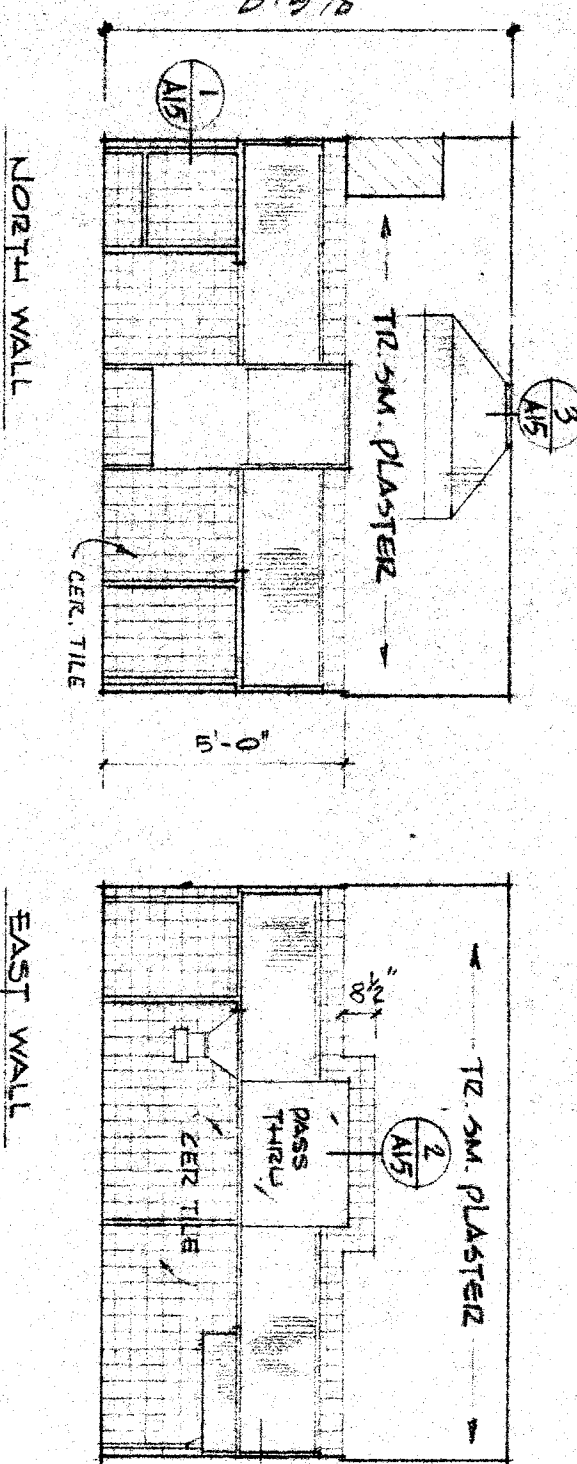 3
A15
TR. SM. PLASTER
1
A15
CER. TILE
5'-0"
NORTH WALL
TR. SM. PLASTER
2
A15
8½"
PASS
THRU
CER TILE
EAST WALL